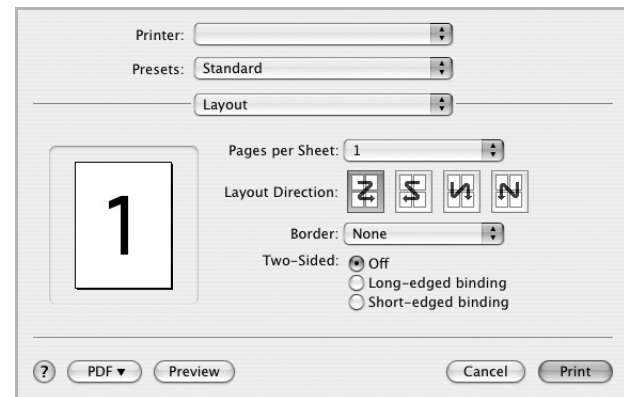 Printer:
Presets: Standard
Layout
Pages per Sheet: 1
Layout Direction:
1
Border: None
Two-Sided: Off
Long-edged binding
Short-edged binding
? PDF ▼ Preview Cancel Print